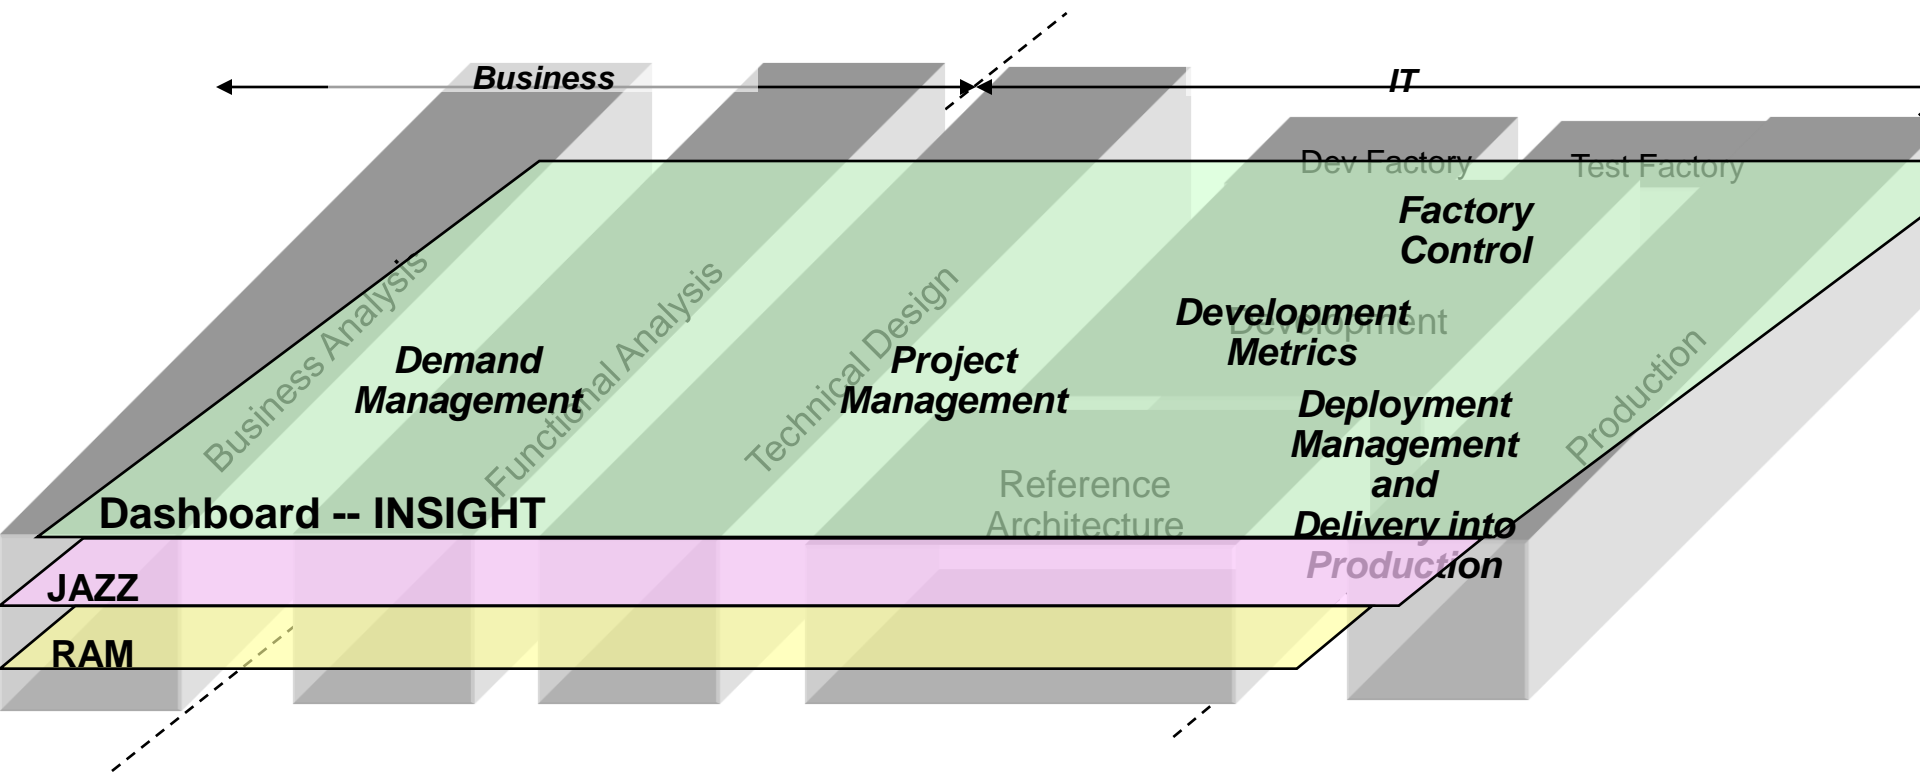 Business
IT
Dev Factory
Test Factory
Factory
Control
Business Analysis
Functional Analysis
Technical Design
Development
Metrics
Development
Production
Demand
Management
Project
Management
Deployment
Management
and
Delivery into
Production
Reference
Architecture
Dashboard -- INSIGHT
JAZZ
RAM